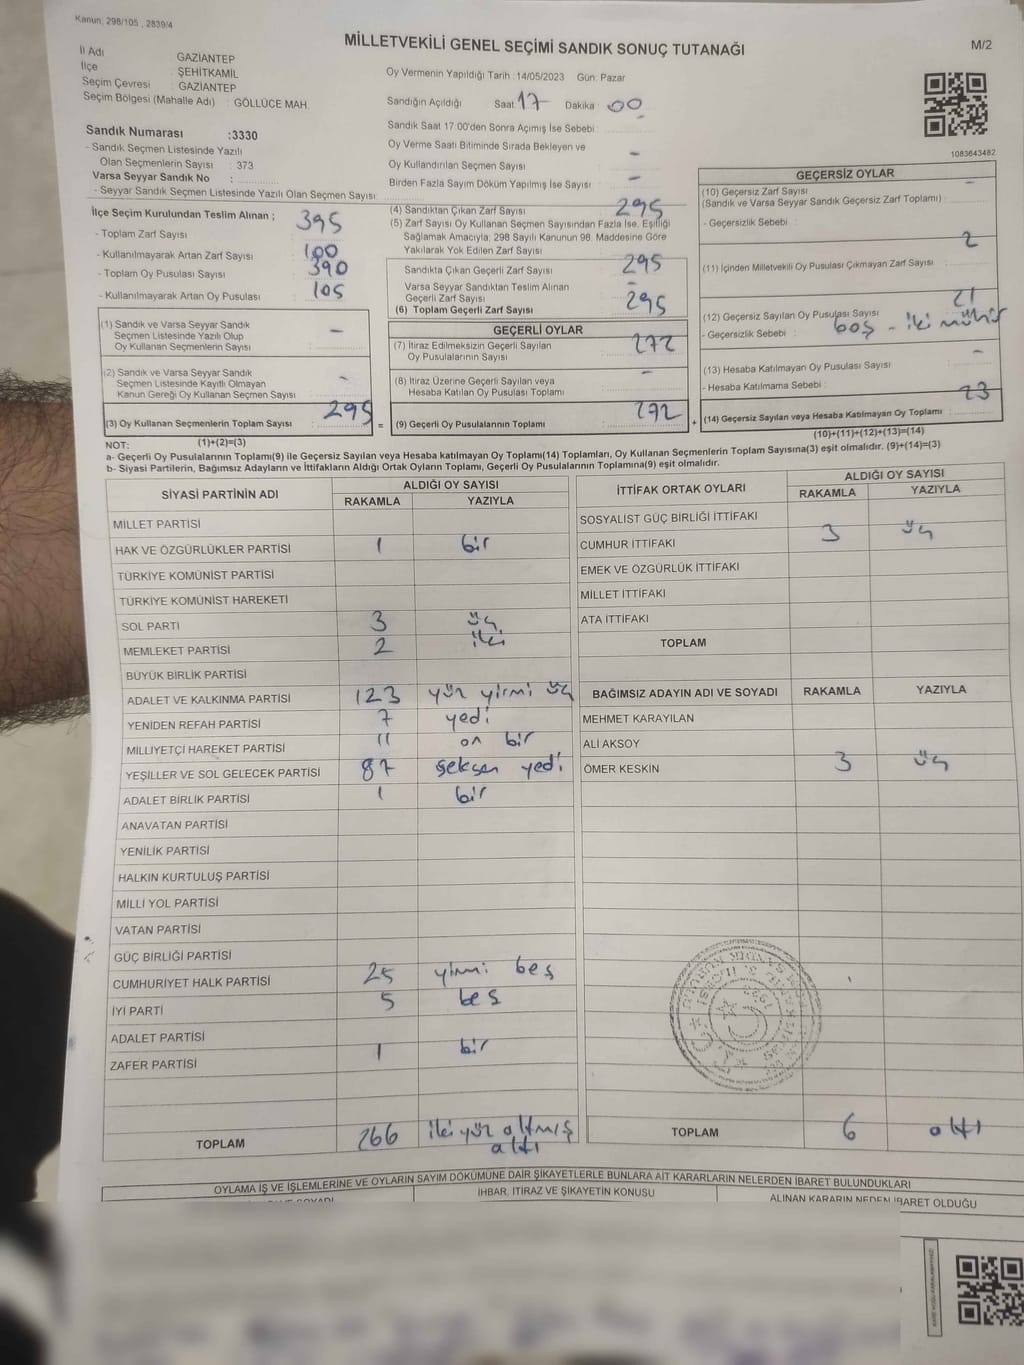 Kanun: 298/105 , 2839/4
MİLLETVEKİLİ GENEL SEÇİMİ SANDIK SONUÇ TUTANAĞI
M/2
İl Adı : GAZİANTEP
İlçe : ŞEHİTKAMİL
Seçim Çevresi : GAZİANTEP
Seçim Bölgesi (Mahalle Adı) : GÖLLÜCE MAH.
Sandık Numarası :3330
- Sandık Seçmen Listesinde Yazılı
Olan Seçmenlerin Sayısı : 373
Varsa Seyyar Sandık No :
- Seyyar Sandık Seçmen Listesinde Yazılı Olan Seçmen Sayısı
Oy Vermenin Yapıldığı Tarih :14/05/2023 Gün: Pazar
Sandığın Açıldığı Saat 17 Dakika : 00
Sandık Saat 17:00'den Sonra Açımış İse Sebebi :
Oy Verme Saati Bitiminde Sırada Bekleyen ve
Oy Kullandırılan Seçmen Sayısı : -
Birden Fazla Sayım Döküm Yapılmış İse Sayısı : -
1083643482
İlçe Seçim Kurulundan Teslim Alınan ;
- Toplam Zarf Sayısı : 395
- Kullanılmayarak Artan Zarf Sayısı : 100
- Toplam Oy Pusulası Sayısı : 390
- Kullanılmayarak Artan Oy Pusulası : 105
(1) Sandık ve Varsa Seyyar Sandık
Seçmen Listesinde Yazılı Olup
Oy Kullanan Seçmenlerin Sayısı : -
(2) Sandık ve Varsa Seyyar Sandık
Seçmen Listesinde Kayıtlı Olmayan
Kanun Gereği Oy Kullanan Seçmen Sayısı : -
(3) Oy Kullanan Seçmenlerin Toplam Sayısı : 295
(4) Sandıktan Çıkan Zarf Sayısı : 295
(5) Zarf Sayısı Oy Kullanan Seçmen Sayısından Fazla İse, Eşitliği
Sağlamak Amacıyla; 298 Sayılı Kanunun 98. Maddesine Göre
Yakılarak Yok Edilen Zarf Sayısı :
Sandıkta Çıkan Geçerli Zarf Sayısı : 295
Varsa Seyyar Sandıktan Teslim Alınan
Geçerli Zarf Sayısı : -
(6) Toplam Geçerli Zarf Sayısı : 295
GEÇERLİ OYLAR
(7) İtiraz Edilmeksizin Geçerli Sayılan
Oy Pusulalarının Sayısı : 272
(8) İtiraz Üzerine Geçerli Sayılan veya
Hesaba Katılan Oy Pusulası Toplamı : -
= (9) Geçerli Oy Pusulalarının Toplamı : 272 +
GEÇERSİZ OYLAR
(10) Geçersiz Zarf Sayısı : -
(Sandık ve Varsa Seyyar Sandık Geçersiz Zarf Toplamı)
- Geçersizlik Sebebi :
(11) İçinden Milletvekili Oy Pusulası Çıkmayan Zarf Sayısı : 2
(12) Geçersiz Sayılan Oy Pusulası Sayısı : 21
- Geçersizlik Sebebi : boş - iki mühür
(13) Hesaba Katılmayan Oy Pusulası Sayısı : -
- Hesaba Katılmama Sebebi :
(14) Geçersiz Sayılan veya Hesaba Katılmayan Oy Toplamı : 23
NOT: (1)+(2)=(3) (10)+(11)+(12)+(13)=(14)
a- Geçerli Oy Pusulalarının Toplamı(9) ile Geçersiz Sayılan veya Hesaba Katılmayan Oy Toplamı(14) Toplamları, Oy Kullanan Seçmenlerin Toplam Sayısına(3) eşit olmalıdır. (9)+(14)=(3)
b- Siyasi Partilerin, Bağımsız Adayların ve İttifakların Aldığı Ortak Oyların Toplamı, Geçerli Oy Pusulalarının Toplamına(9) eşit olmalıdır.
SİYASİ PARTİNİN ADI ALDIĞI OY SAYISI
RAKAMLA YAZIYLA
MİLLET PARTİSİ
HAK VE ÖZGÜRLÜKLER PARTİSİ 1 bir
TÜRKİYE KOMÜNİST PARTİSİ
TÜRKİYE KOMÜNİST HAREKETİ
SOL PARTİ 3 üç
MEMLEKET PARTİSİ 2 iki
BÜYÜK BİRLİK PARTİSİ
ADALET VE KALKINMA PARTİSİ 123 yüz yirmi üç
YENİDEN REFAH PARTİSİ 7 yedi
MİLLİYETÇİ HAREKET PARTİSİ 11 on bir
YEŞİLLER VE SOL GELECEK PARTİSİ 87 seksen yedi
ADALET BİRLİK PARTİSİ 1 bir
ANAVATAN PARTİSİ
YENİLİK PARTİSİ
HALKIN KURTULUŞ PARTİSİ
MİLLİ YOL PARTİSİ
VATAN PARTİSİ
GÜÇ BİRLİĞİ PARTİSİ
CUMHURİYET HALK PARTİSİ 25 yirmi beş
İYİ PARTİ 5 beş
ADALET PARTİSİ
ZAFER PARTİSİ 1 bir
TOPLAM 266 iki yüz altmış
altı
İTTİFAK ORTAK OYLARI ALDIĞI OY SAYISI
RAKAMLA YAZIYLA
SOSYALİST GÜÇ BİRLİĞİ İTTİFAKI
CUMHUR İTTİFAKI 3 üç
EMEK VE ÖZGÜRLÜK İTTİFAKI
MİLLET İTTİFAKI
ATA İTTİFAKI
TOPLAM
BAĞIMSIZ ADAYIN ADI VE SOYADI RAKAMLA YAZIYLA
MEHMET KARAYILAN
ALİ AKSOY
ÖMER KESKİN 3 üç
TOPLAM 6 altı
OYLAMA İŞ VE İŞLEMLERİNE VE OYLARIN SAYIM DÖKÜMÜNE DAİR ŞİKAYETLERLE BUNLARA AİT KARARLARIN NELERDEN İBARET BULUNDUKLARI
İHBAR, İTİRAZ VE ŞİKAYETİN KONUSU
ALINAN KARARIN NEDEN İBARET OLDUĞU